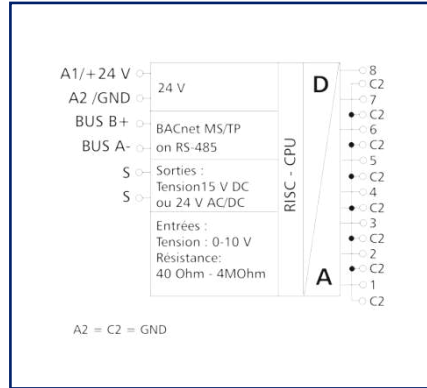 A1/+24 V
A2 /GND
BUS B+
BUS A-
S
S
24 V
BACnet MS/TP
on RS-485
Sorties :
Tension15 V DC
ou 24 V AC/DC
Entrées :
Tension : 0-10 V
Résistance:
40 Ohm - 4MOhm
RISC - CPU
D
A
8
C2
7
C2
6
C2
5
C2
4
C2
3
C2
2
C2
1
C2
A2 = C2 = GND